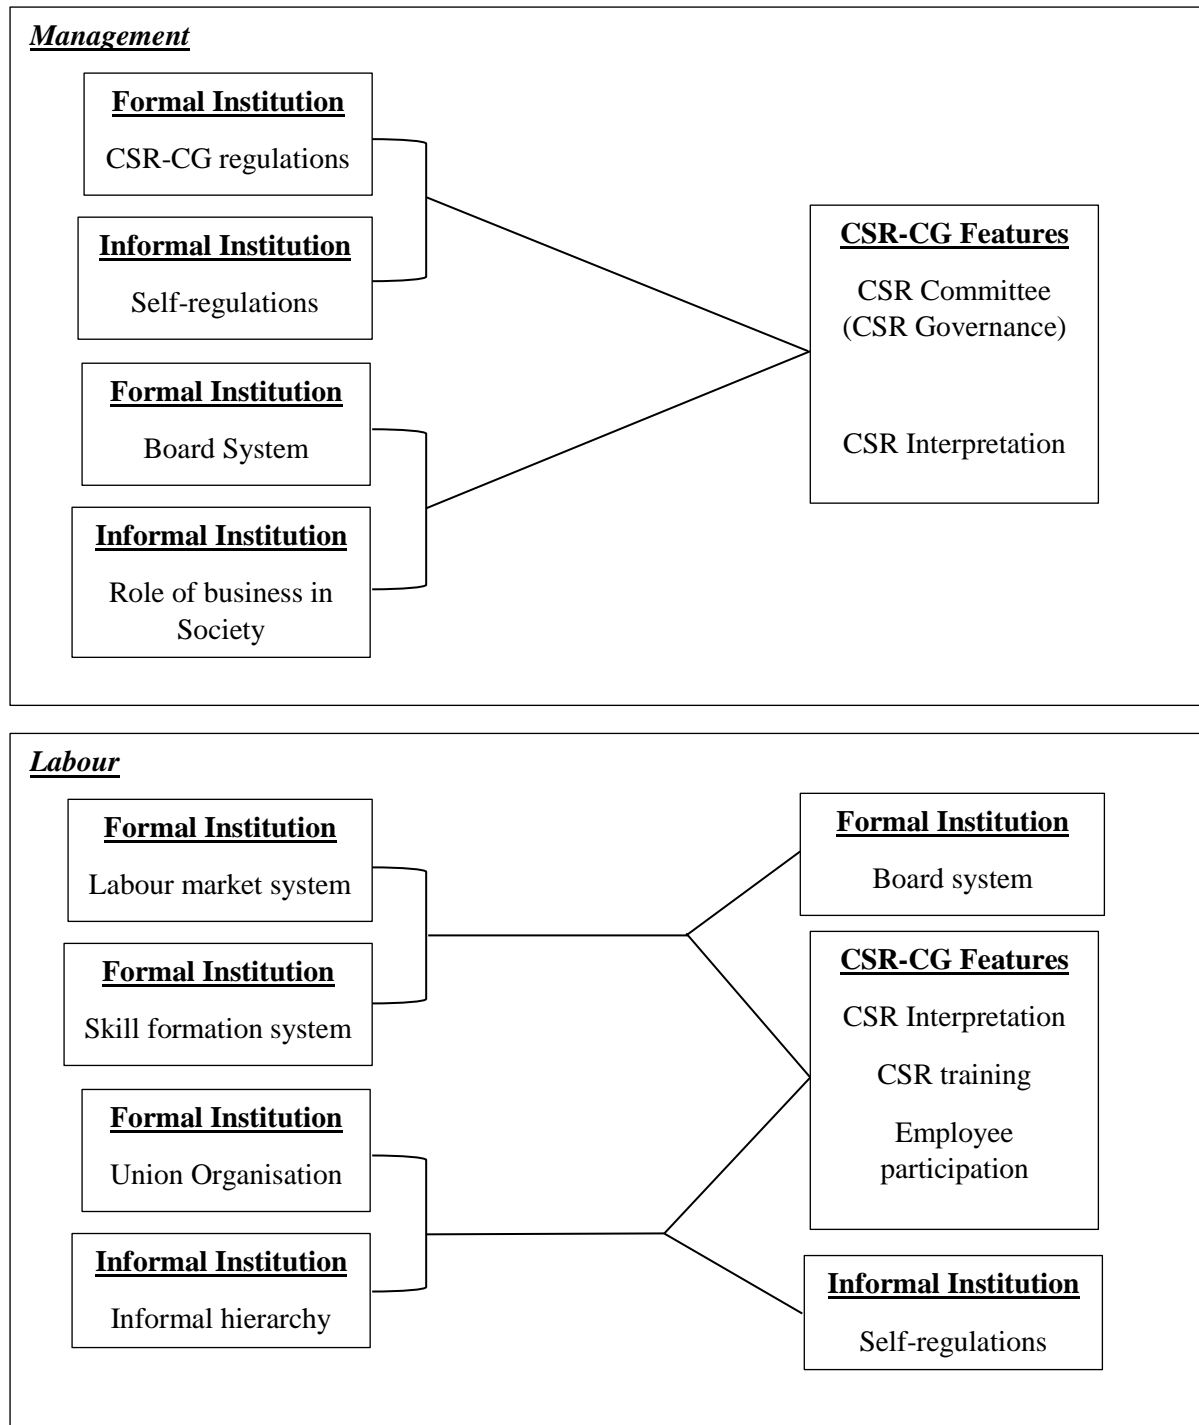 Management
Formal Institution
CSR-CG regulations
Informal Institution
Self-regulations
Formal Institution
Board System
Informal Institution
Role of business in
Society
CSR-CG Features
CSR Committee
(CSR Governance)
CSR Interpretation
Labour
Formal Institution
Labour market system
Formal Institution
Skill formation system
Formal Institution
Union Organisation
Informal Institution
Informal hierarchy
Formal Institution
Board system
CSR-CG Features
CSR Interpretation
CSR training
Employee
participation
Informal Institution
Self-regulations